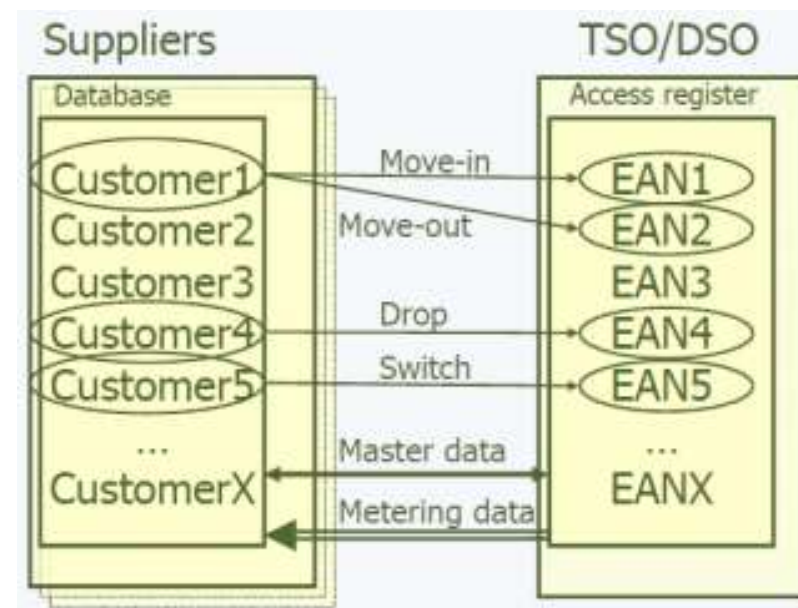 Suppliers
TSO/DSO
Database
Access register
Customer1
Move-in
EAN1
Customer2
Move-out
EAN2
Customer3
EAN3
Customer4
Drop
EAN4
Customer5
Switch
EAN5
...
...
Master data
CustomerX
EANX
Metering data